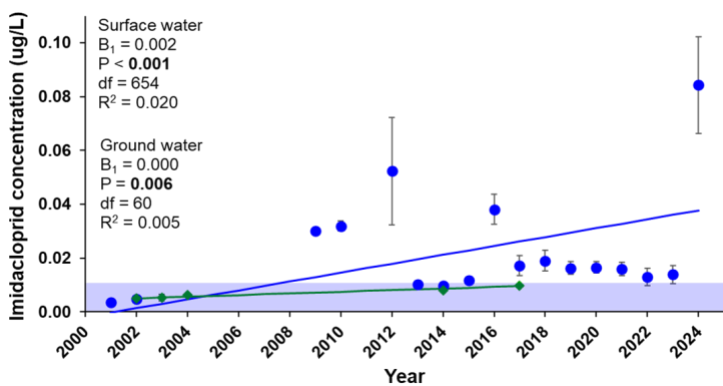 Imidacloprid concentration (ug/L)
0.10
0.08
0.06
0.04
0.02
0.00
Surface water
B₁ = 0.002
P < 0.001
df = 654
R² = 0.020
Ground water
B₁ = 0.000
P = 0.006
df = 60
R² = 0.005
2000
2002
2004
2006
2008
2010
2012
2014
2016
2018
2020
2022
2024
Year